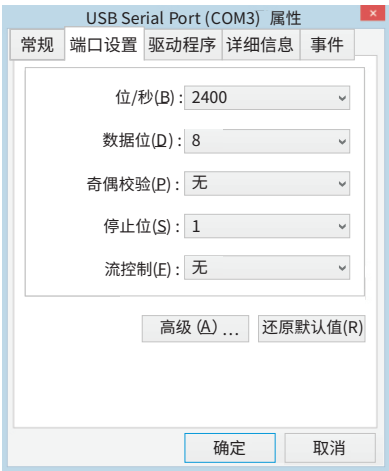 USB Serial Port (COM3) 属性
×
常规 端口设置 驱动程序 详细信息 事件
位/秒(B) : 2400
数据位(D) : 8
奇偶校验(P) : 无
停止位(S) : 1
流控制(F) : 无
高级 (A) ... 还原默认值(R)
确定 取消